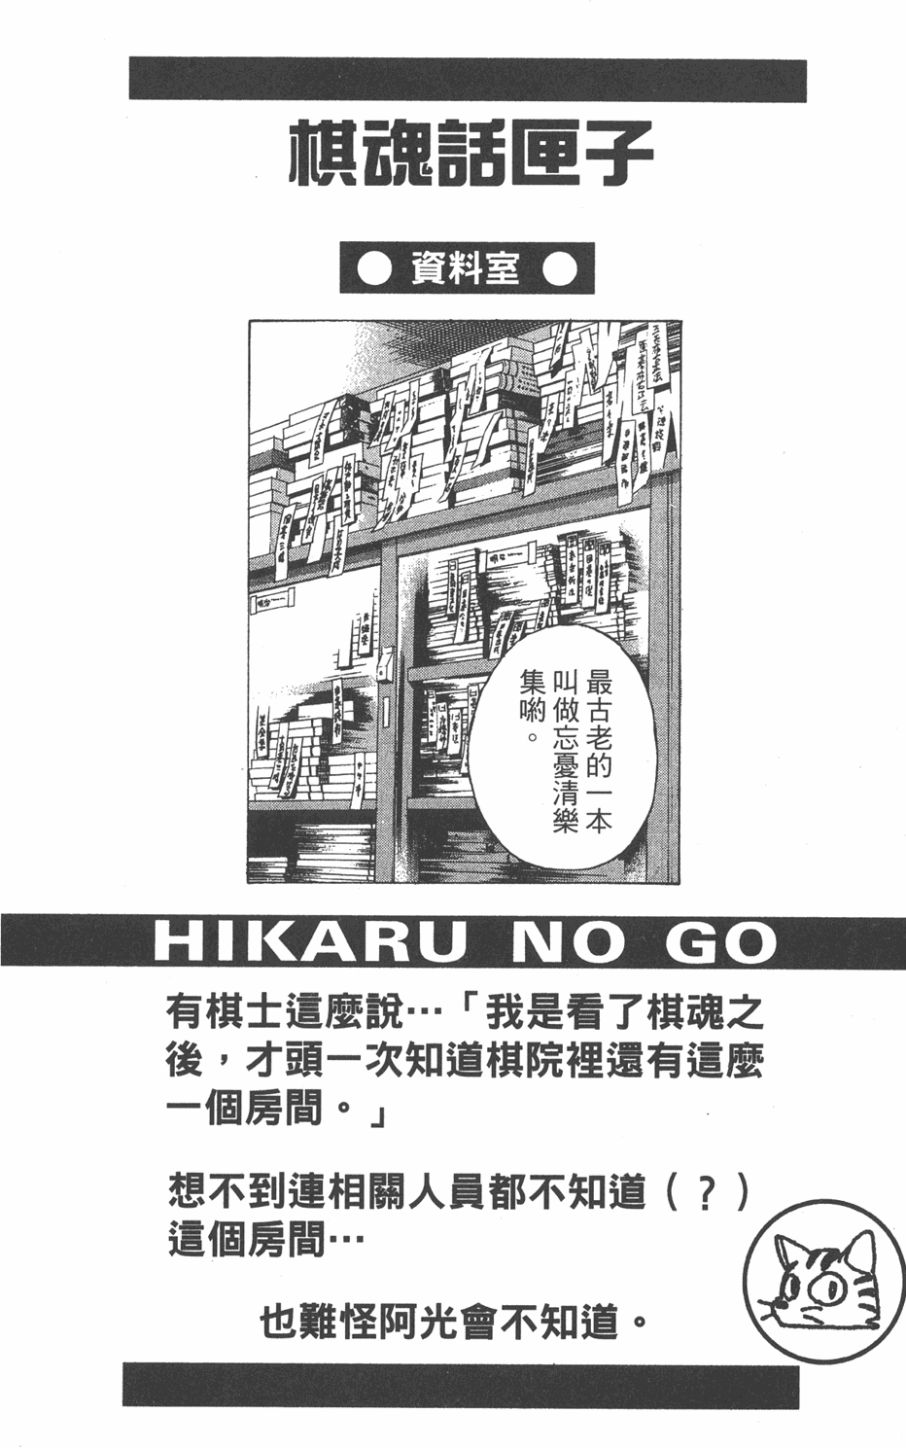 棋魂話匣子
● 資料室 ●
最古老的一本
叫做忘憂清樂
集喲。
HIKARU NO GO
有棋士這麼說…「我是看了棋魂之
後，才頭一次知道棋院裡還有這麼
一個房間。」
想不到連相關人員都不知道（？）
這個房間…
也難怪阿光會不知道。